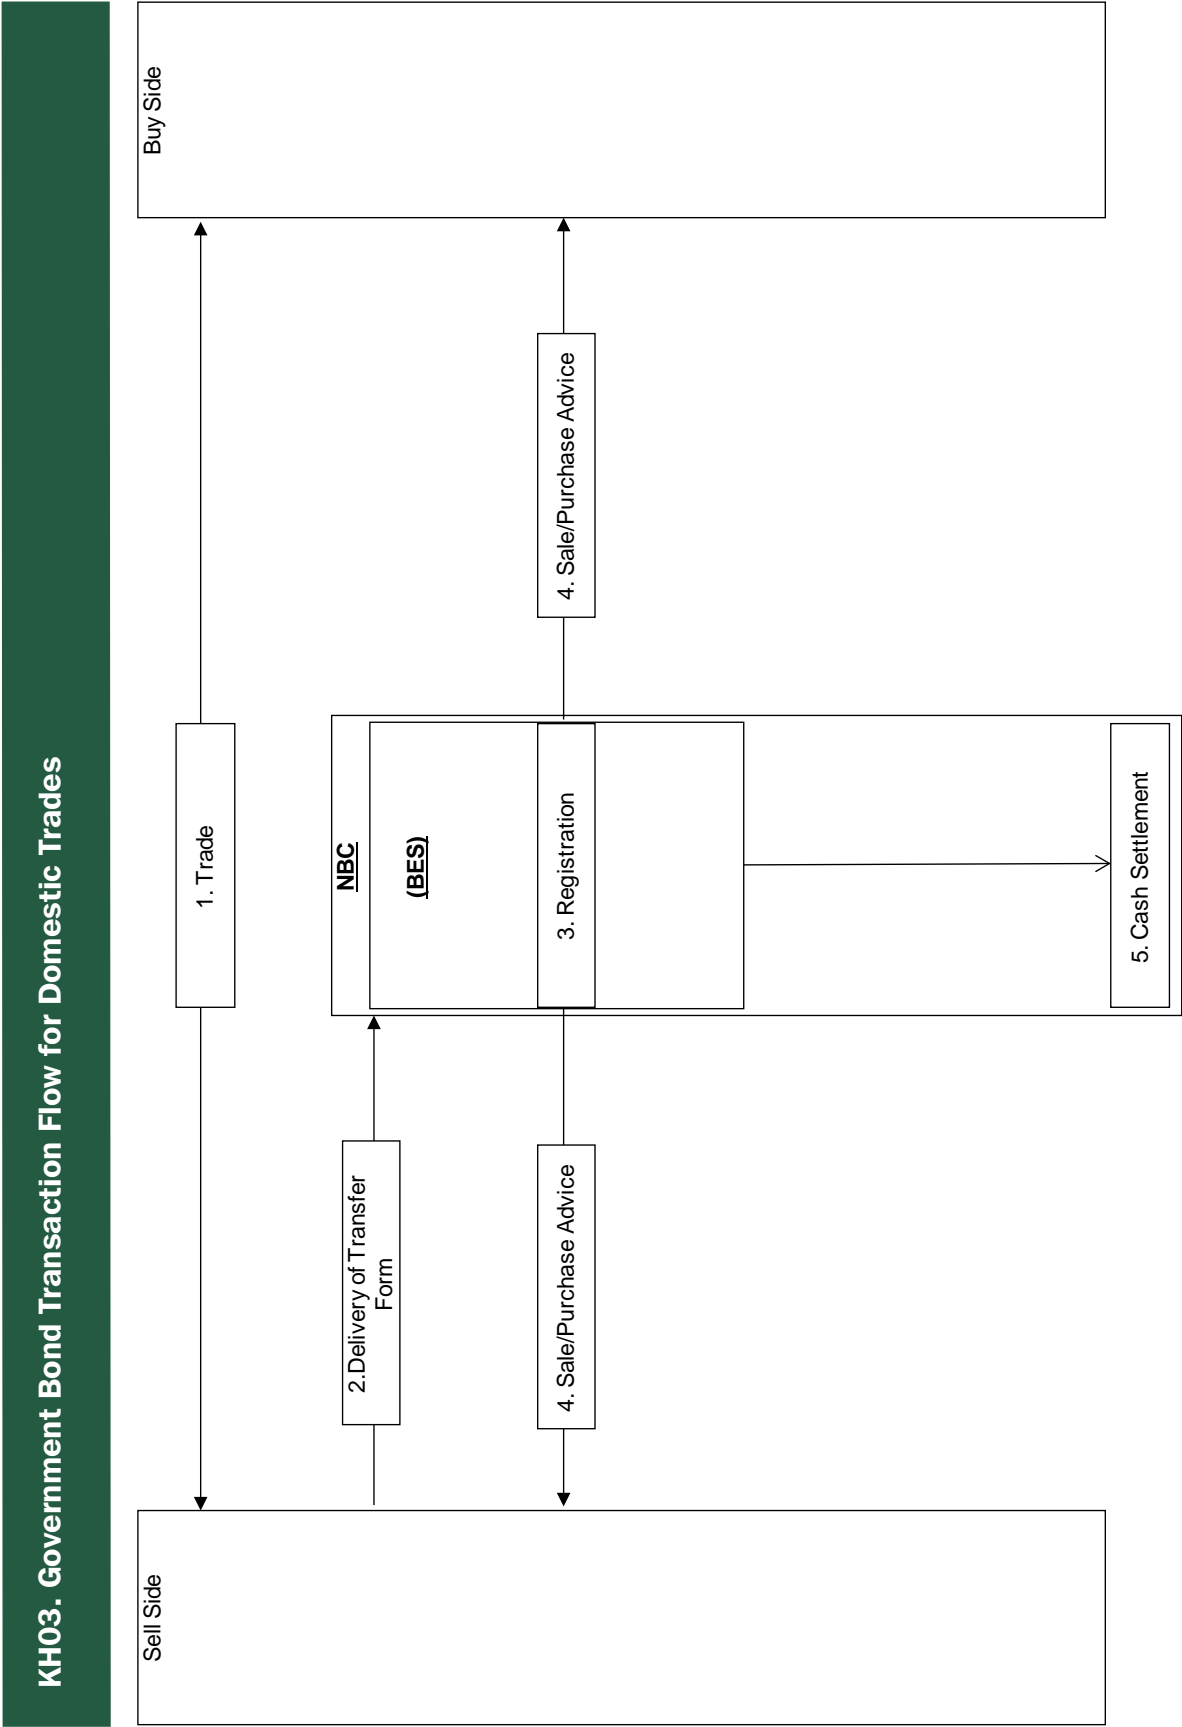 KH03. Government Bond Transaction Flow for Domestic Trades
Sell Side
Buy Side
1. Trade
NBC
2.Delivery of Transfer
Form
(BES)
4. Sale/Purchase Advice
3. Registration
4. Sale/Purchase Advice
5. Cash Settlement